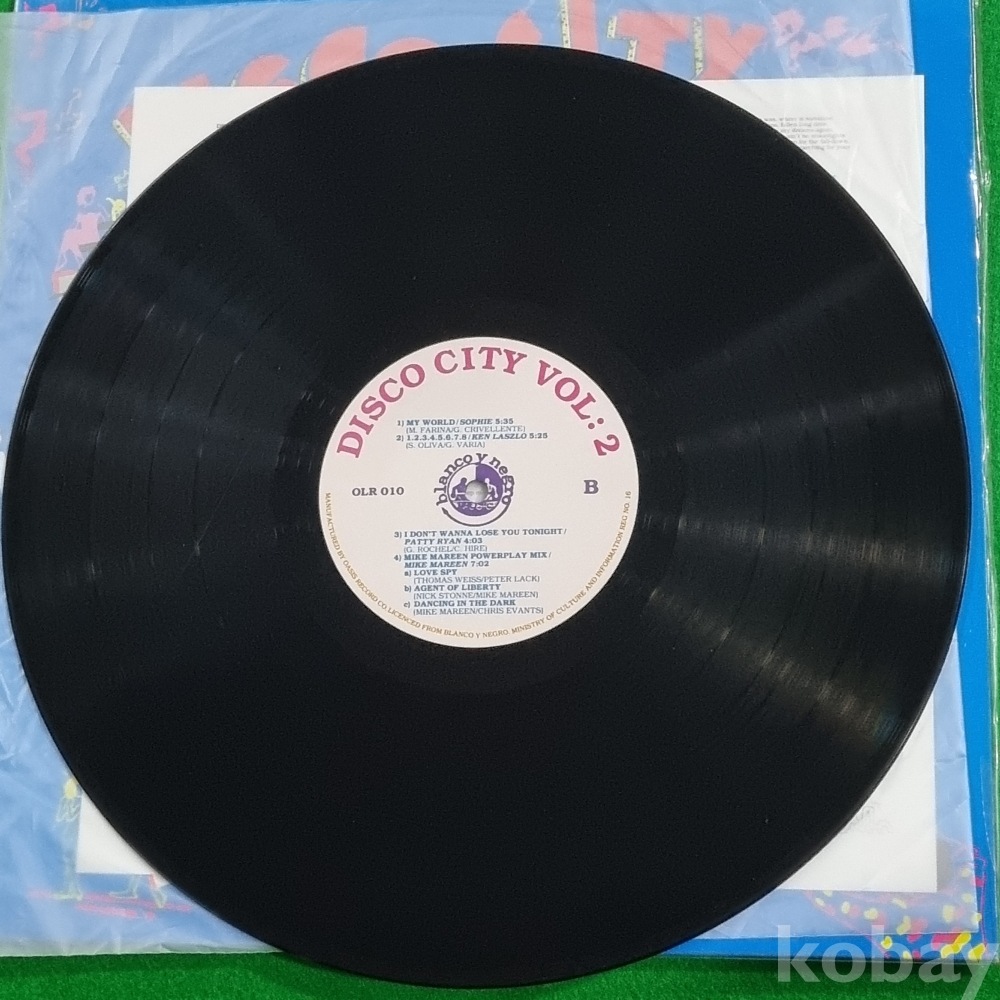 DISCO CITY
DISCO CITY VOL: 2
1) MY WORLD/SOPHIE 5:35
(M. FARINA/G. CRIVELLENTE)
2) 1.2.3.4.5.6.7.8/KEN LASZLO 5:25
(S. OLIVA/G. VARIA)
blanco y negro
OLR 010
B
3) I DON'T WANNA LOSE YOU TONIGHT/
PATTY RYAN 4:03
(G. ROCHEL/C. HIRE)
4) MIKE MAREEN POWERPLAY MIX/
MIKE MAREEN 7:02
a) LOVE SPY
(THOMAS WEISS/PETER LACK)
b) AGENT OF LIBERTY
(NICK STONNE/MIKE MAREEN)
c) DANCING IN THE DARK
(MIKE MAREEN/CHRIS EVANTS)
MANUFACTURED BY OASIS RECORD CO. LICENCED FROM BLANCO Y NEGRO. MINISTRY OF CULTURE AND INFORMATION REG NO. 16
kobay